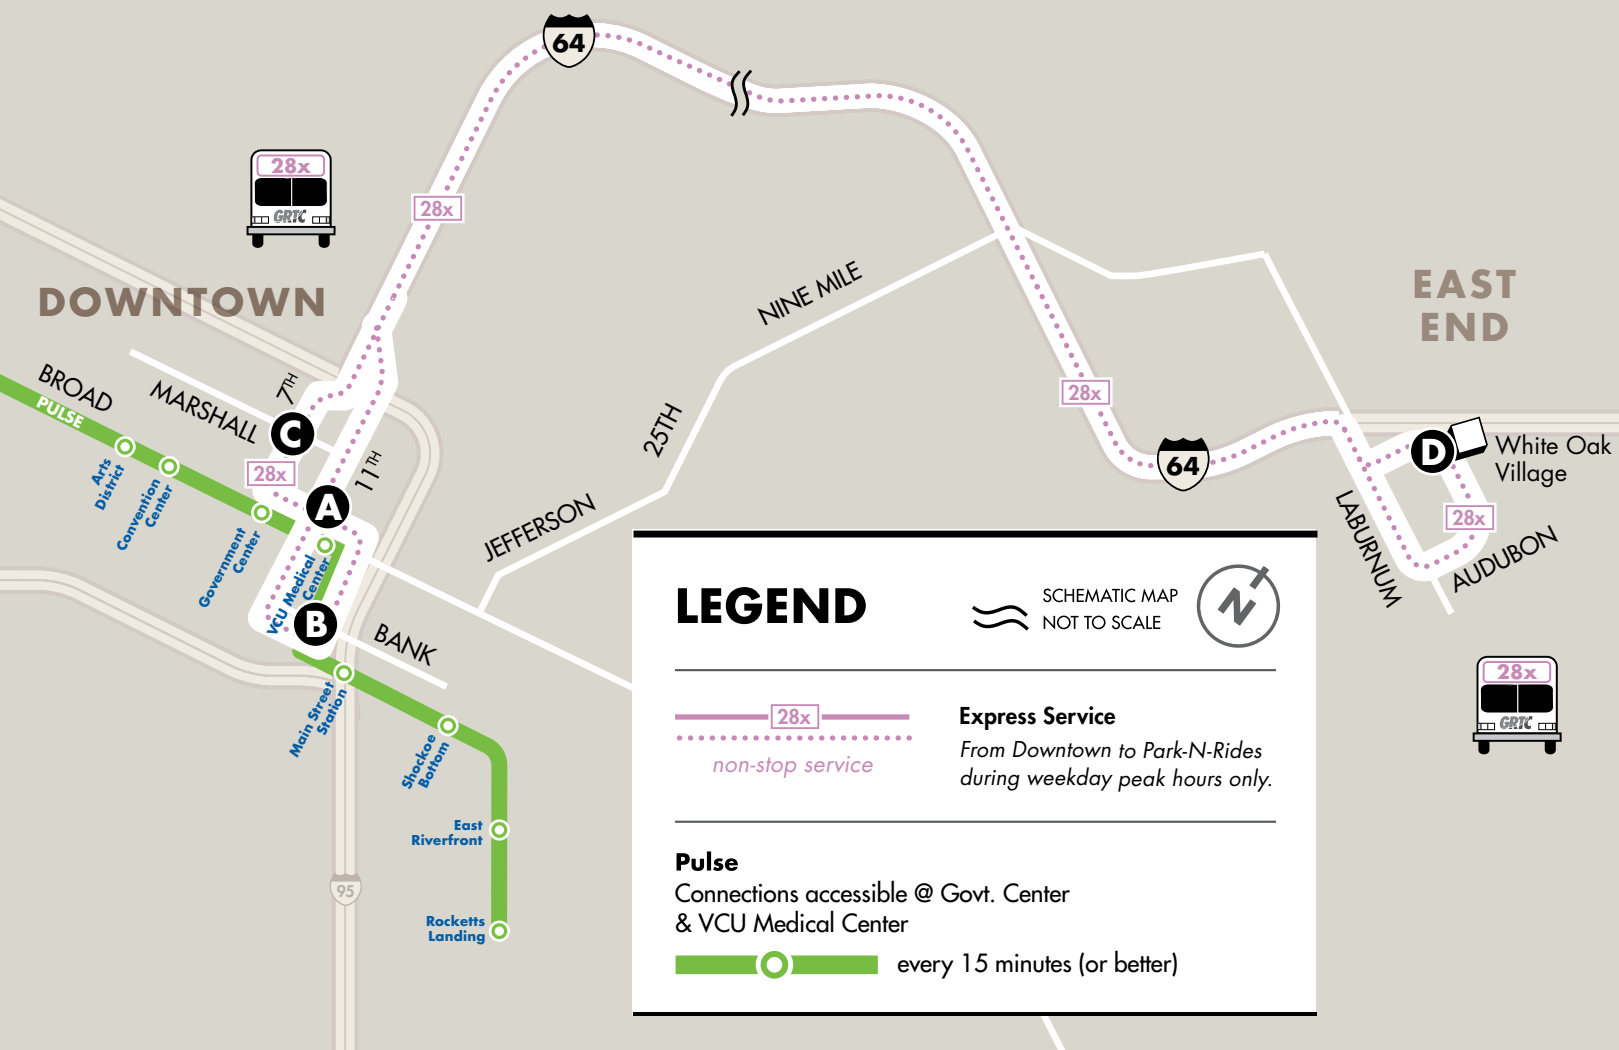 64
28x
GRTC
28x
DOWNTOWN
EAST
END
NINE MILE
BROAD
PULSE
MARSHALL
7TH
C
28x
11TH
A
25TH
JEFFERSON
28x
64
D
White Oak
Village
28x
LABURNUM
AUDUBON
Arts
District
Convention
Center
Government
Center
VCU Medical
Center
B
BANK
Main Street
Station
Shockoe
Bottom
East
Riverfront
95
Rocketts
Landing
28x
GRTC
LEGEND
SCHEMATIC MAP
NOT TO SCALE
N
28x
non-stop service
Express Service
From Downtown to Park-N-Rides
during weekday peak hours only.
Pulse
Connections accessible @ Govt. Center
& VCU Medical Center
every 15 minutes (or better)